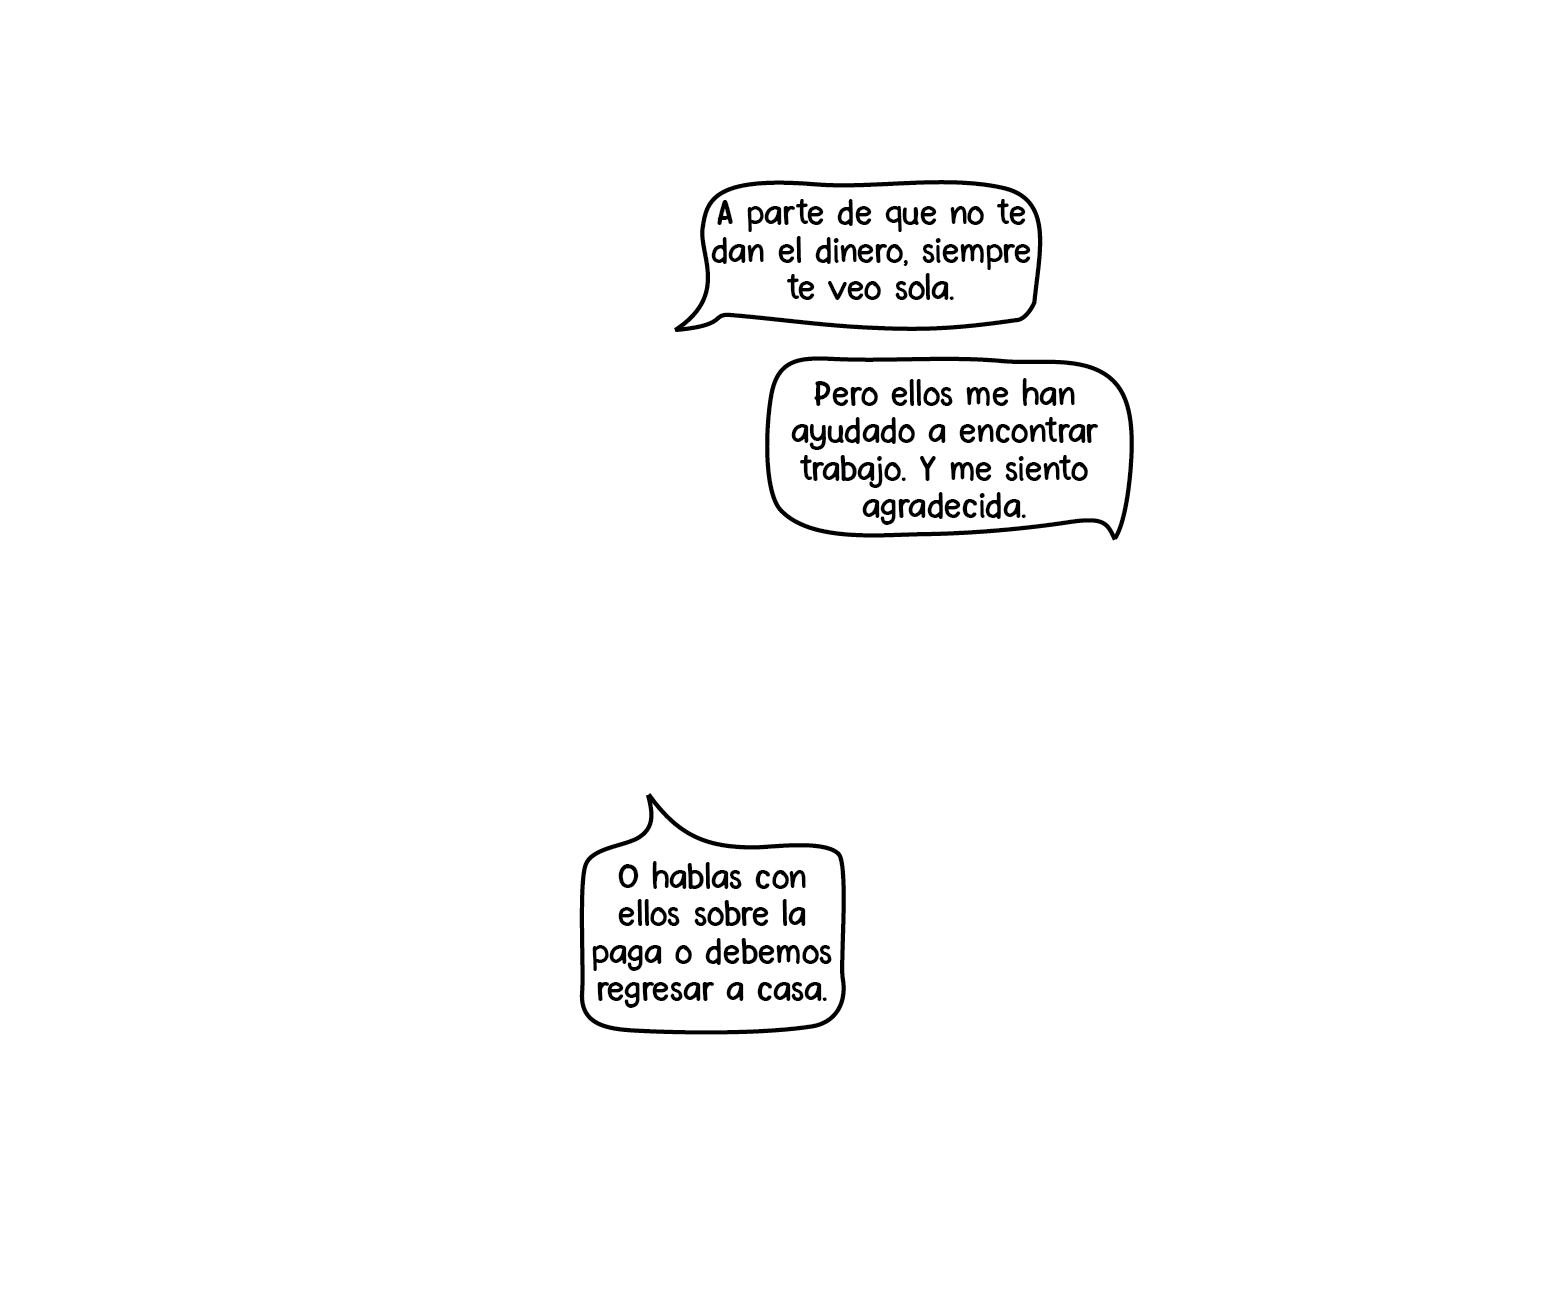 A parte de que no te
dan el dinero, siempre
te veo sola.
Pero ellos me han
ayudado a encontrar
trabajo. Y me siento
agradecida.
O hablas con
ellos sobre la
paga o debemos
regresar a casa.